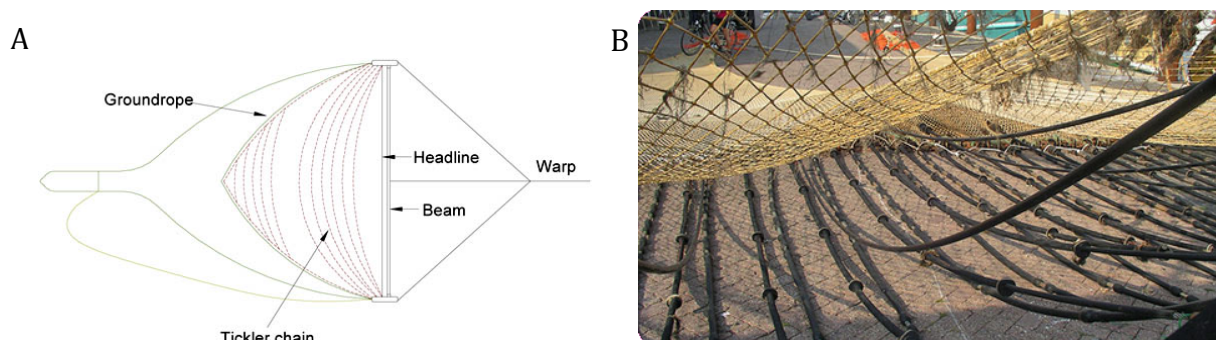 A
B
Groundrope
Headline
Warp
Beam
Tickler chain